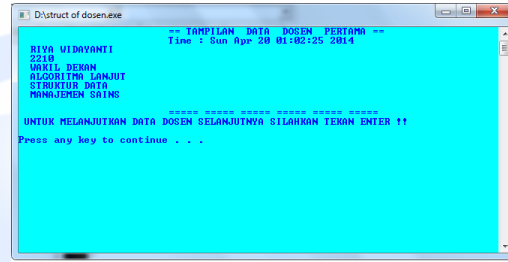 D:\struct of dosen.exe
== TAMPILAN DATA DOSEN PERTAMA ==
Time : Sun Apr 20 01:02:25 2014
RIYA WIDAYANTI
2210
WAKIL DEKAN
ALGORITMA LANJUT
STRUKTUR DATA
MANAJEMEN SAINS
===== ===== ===== ===== ===== =====
UNTUK MELANJUTKAN DATA DOSEN SELANJUTNYA SILAHKAN TEKAN ENTER !!
Press any key to continue . . .